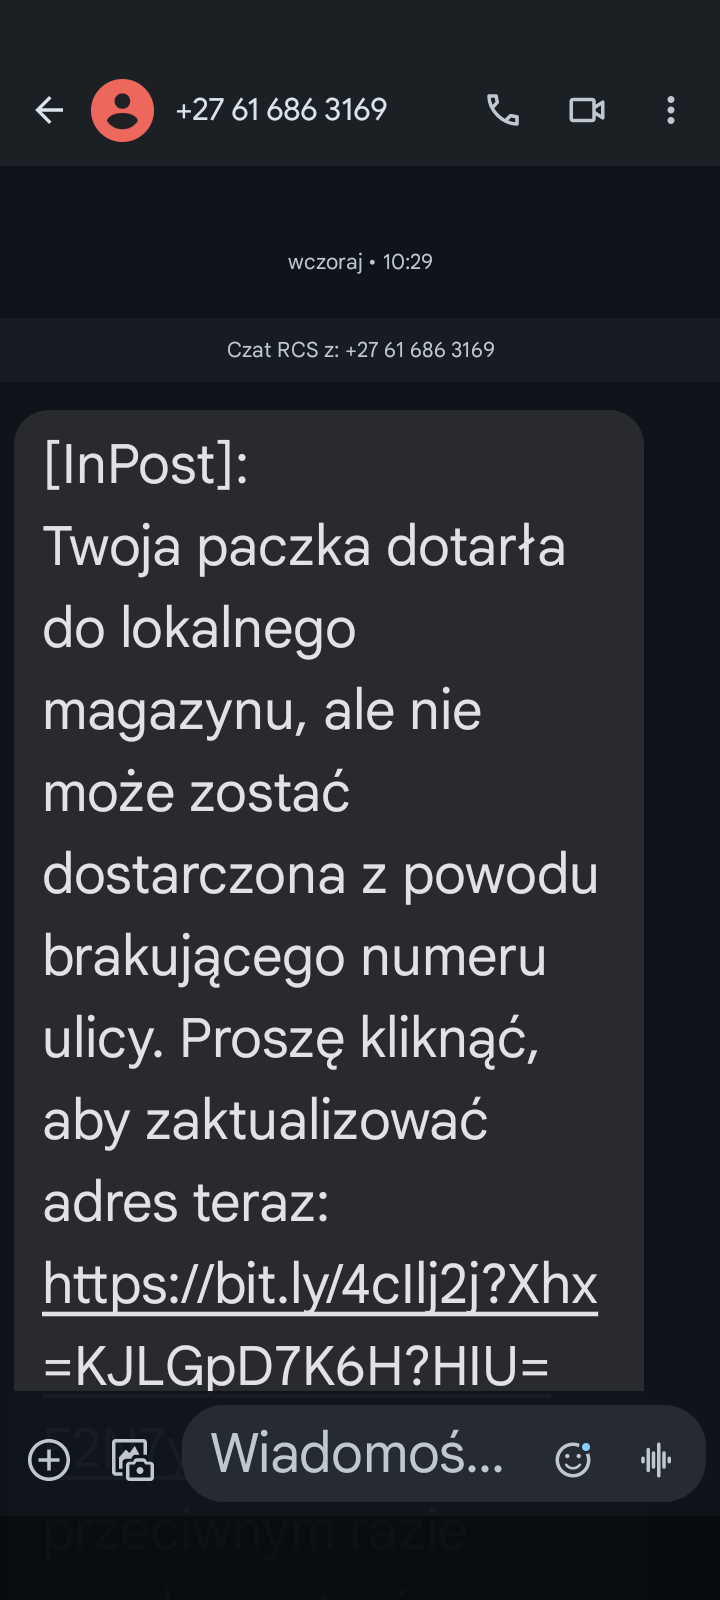 +27 61 686 3169
wczoraj • 10:29
Czat RCS z: +27 61 686 3169
[InPost]:
Twoja paczka dotarła
do lokalnego
magazynu, ale nie
może zostać
dostarczona z powodu
brakującego numeru
ulicy. Proszę kliknąć,
aby zaktualizować
adres teraz:
https://bit.ly/4cIlj2j?Xhx
=KJLGpD7K6H?HIU=
Wiadomoś...
przeciwnym razie